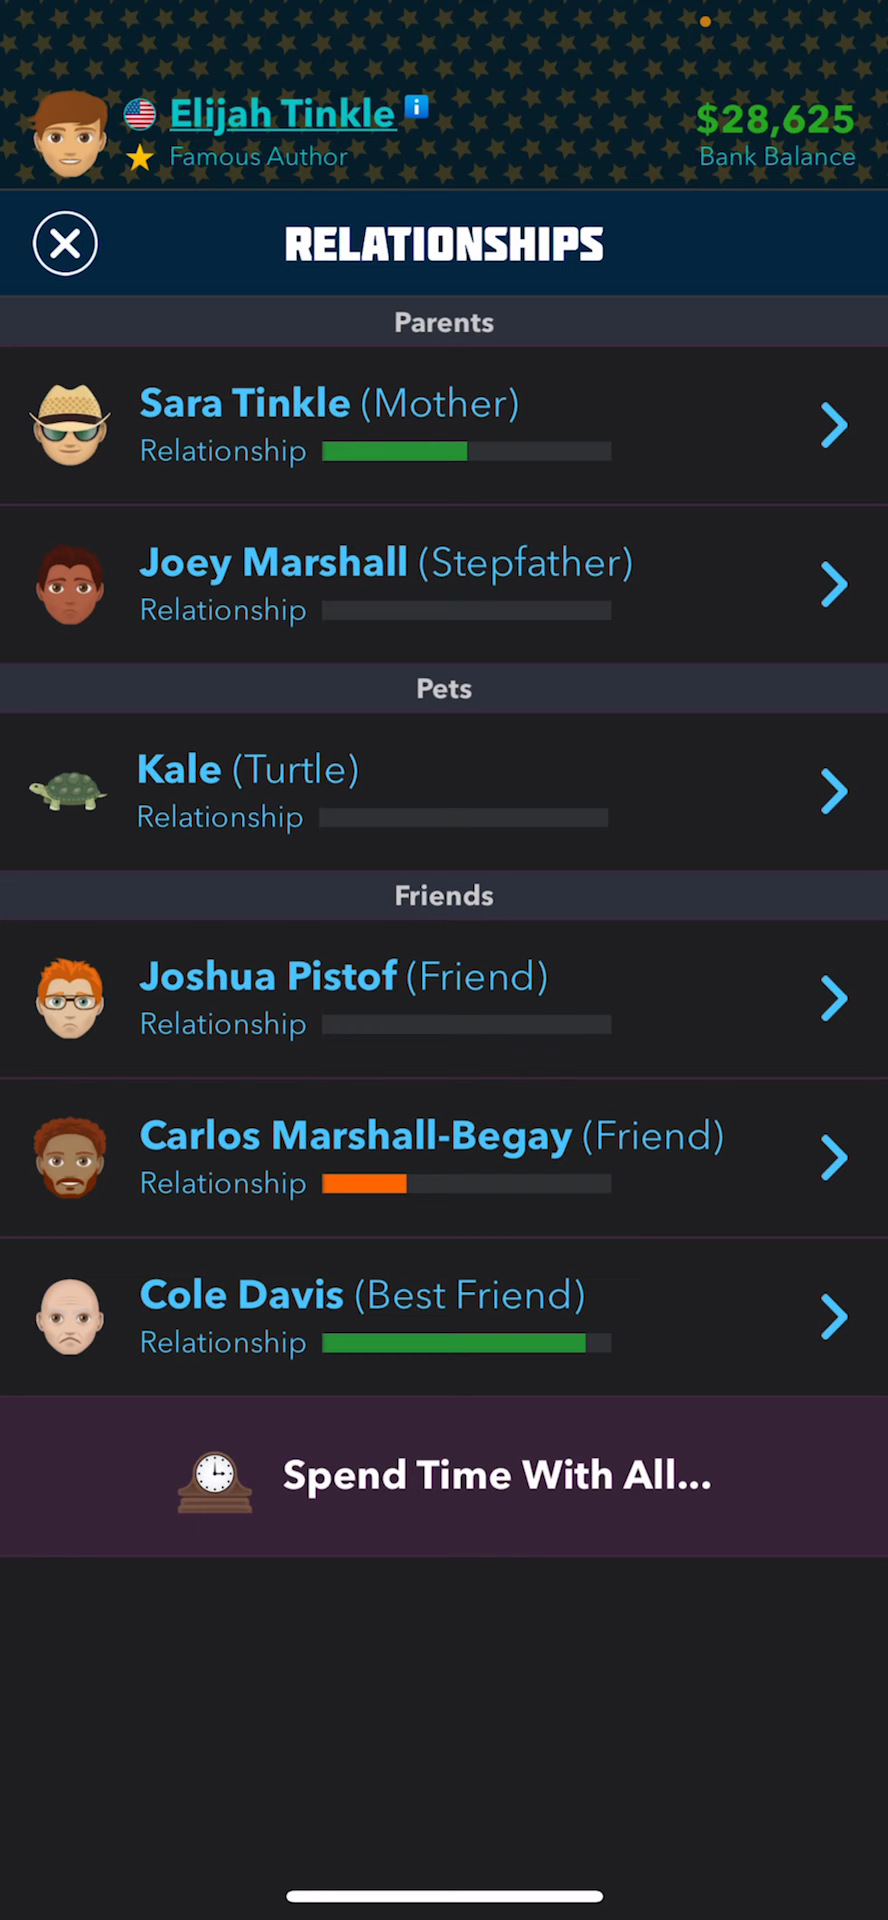 Elijah Tinkle i
$28,625
Famous Author
Bank Balance
RELATIONSHIPS
Parents
Sara Tinkle (Mother)
Relationship
Joey Marshall (Stepfather)
Relationship
Pets
Kale (Turtle)
Relationship
Friends
Joshua Pistof (Friend)
Relationship
Carlos Marshall-Begay (Friend)
Relationship
Cole Davis (Best Friend)
Relationship
Spend Time With All...